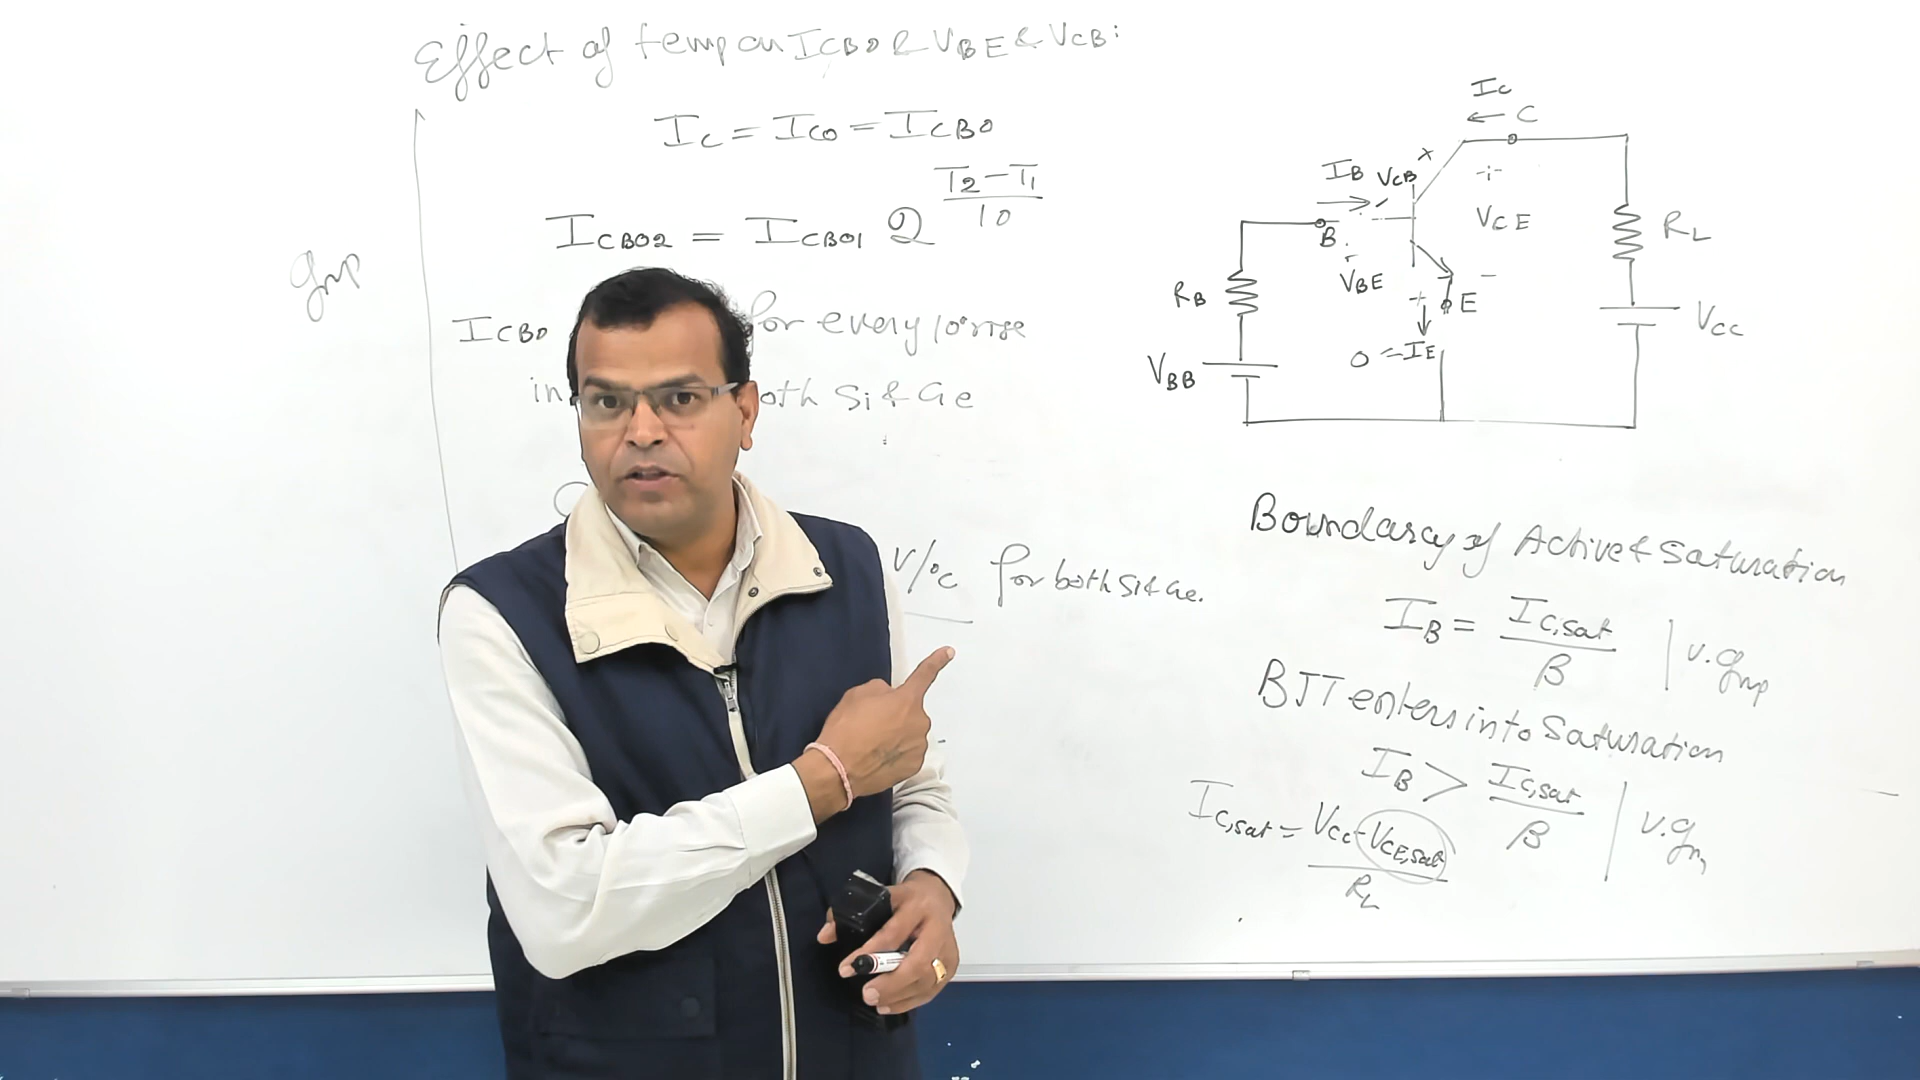 Effect of temp on ICBO & VBE & VCB:
IC = ICO = ICBO
ICBO2 = ICBO1 2^((T2-T1)/10)
Imp
ICBO for every 10° rise
in both Si & Ge
V/°C for both Si & Ge.
IC
C
IB
VCB
+
VCE
-
B
VBE
+
E
0 = IE
RB
VBB
RL
VCC
Boundary of Active & Saturation
IB = IC,sat / β | V. Imp
BJT enters into Saturation
IB > IC,sat / β | V. Im
IC,sat = (VCC - VCE,sat) / RL